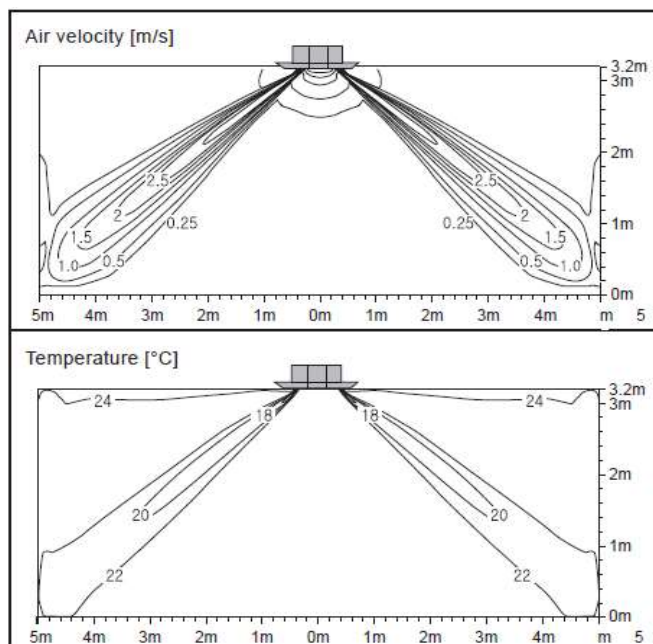 Air velocity [m/s]
3.2m
3m
2m
2.5 2.5
2 2
0.25 0.25
1m
1.5 1.5
1.0 0.5 0.5 1.0
0m
5m 4m 3m 2m 1m 0m 1m 2m 3m 4m m 5
Temperature [°C]
3.2m
24 24
3m
18 18
2m
20 20
1m
22 22
0m
5m 4m 3m 2m 1m 0m 1m 2m 3m 4m m 5